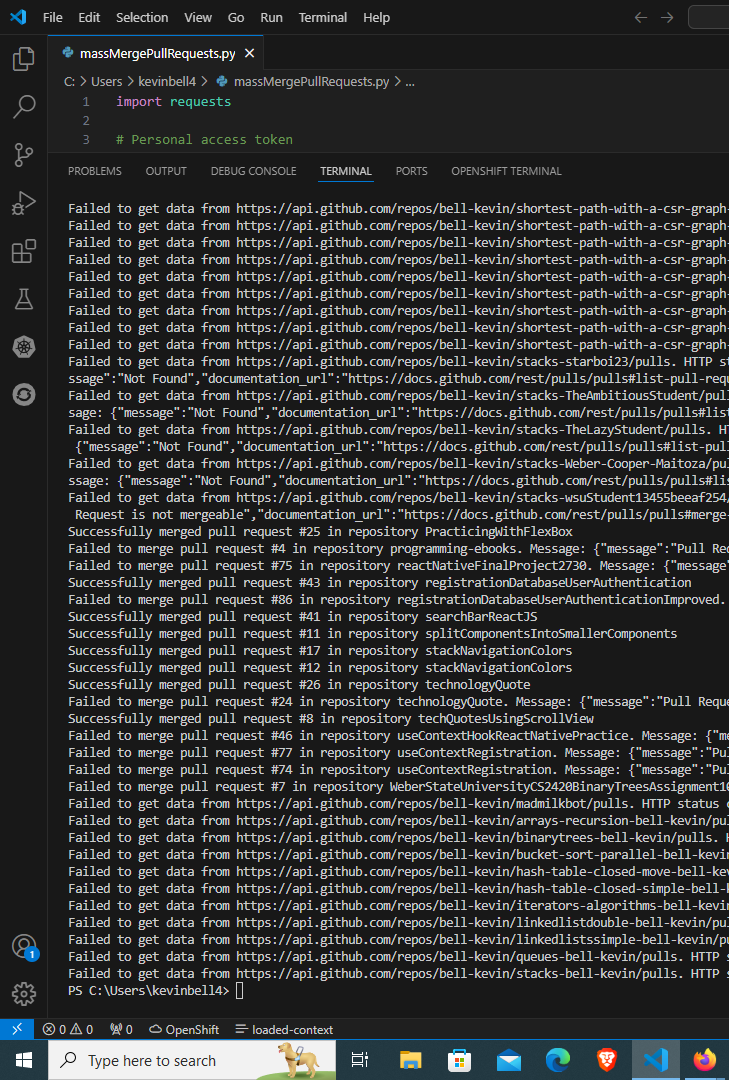 File Edit Selection View Go Run Terminal Help
massMergePullRequests.py
C: > Users > kevinbell4 > massMergePullRequests.py > ...
1 import requests
2
3 # Personal access token
PROBLEMS OUTPUT DEBUG CONSOLE TERMINAL PORTS OPENSHIFT TERMINAL
Failed to get data from https://api.github.com/repos/bell-kevin/shortest-path-with-a-csr-graph-
Failed to get data from https://api.github.com/repos/bell-kevin/shortest-path-with-a-csr-graph-
Failed to get data from https://api.github.com/repos/bell-kevin/shortest-path-with-a-csr-graph-
Failed to get data from https://api.github.com/repos/bell-kevin/shortest-path-with-a-csr-graph-
Failed to get data from https://api.github.com/repos/bell-kevin/shortest-path-with-a-csr-graph-
Failed to get data from https://api.github.com/repos/bell-kevin/shortest-path-with-a-csr-graph-
Failed to get data from https://api.github.com/repos/bell-kevin/shortest-path-with-a-csr-graph-
Failed to get data from https://api.github.com/repos/bell-kevin/shortest-path-with-a-csr-graph-
Failed to get data from https://api.github.com/repos/bell-kevin/shortest-path-with-a-csr-graph-
Failed to get data from https://api.github.com/repos/bell-kevin/stacks-starboi23/pulls. HTTP st
ssage":"Not Found","documentation_url":"https://docs.github.com/rest/pulls/pulls#list-pull-requ
Failed to get data from https://api.github.com/repos/bell-kevin/stacks-TheAmbitiousStudent/pull
sage: {"message":"Not Found","documentation_url":"https://docs.github.com/rest/pulls/pulls#list
Failed to get data from https://api.github.com/repos/bell-kevin/stacks-TheLazyStudent/pulls. HT
{"message":"Not Found","documentation_url":"https://docs.github.com/rest/pulls/pulls#list-pull
Failed to get data from https://api.github.com/repos/bell-kevin/stacks-Weber-Cooper-Maitoza/pul
ssage: {"message":"Not Found","documentation_url":"https://docs.github.com/rest/pulls/pulls#lis
Failed to get data from https://api.github.com/repos/bell-kevin/stacks-wsuStudent13455beeaf254/
Request is not mergeable","documentation_url":"https://docs.github.com/rest/pulls/pulls#merge-
Successfully merged pull request #25 in repository PracticingWithFlexBox
Failed to merge pull request #4 in repository programming-ebooks. Message: {"message":"Pull Req
Failed to merge pull request #75 in repository reactNativeFinalProject2730. Message: {"message"
Successfully merged pull request #43 in repository registrationDatabaseUserAuthentication
Failed to merge pull request #86 in repository registrationDatabaseUserAuthenticationImproved.
Successfully merged pull request #41 in repository searchBarReactJS
Successfully merged pull request #11 in repository splitComponentsIntoSmallerComponents
Successfully merged pull request #17 in repository stackNavigationColors
Successfully merged pull request #12 in repository stackNavigationColors
Successfully merged pull request #26 in repository technologyQuote
Failed to merge pull request #24 in repository technologyQuote. Message: {"message":"Pull Reque
Successfully merged pull request #8 in repository techQuotesUsingScrollView
Failed to merge pull request #46 in repository useContextHookReactNativePractice. Message: {"me
Failed to merge pull request #77 in repository useContextRegistration. Message: {"message":"Pul
Failed to merge pull request #74 in repository useContextRegistration. Message: {"message":"Pul
Failed to merge pull request #7 in repository WeberStateUniversityCS2420BinaryTreesAssignment10
Failed to get data from https://api.github.com/repos/bell-kevin/madmilkbot/pulls. HTTP status c
Failed to get data from https://api.github.com/repos/bell-kevin/arrays-recursion-bell-kevin/pul
Failed to get data from https://api.github.com/repos/bell-kevin/binarytrees-bell-kevin/pulls. H
Failed to get data from https://api.github.com/repos/bell-kevin/bucket-sort-parallel-bell-kevin
Failed to get data from https://api.github.com/repos/bell-kevin/hash-table-closed-move-bell-kev
Failed to get data from https://api.github.com/repos/bell-kevin/hash-table-closed-simple-bell-k
Failed to get data from https://api.github.com/repos/bell-kevin/iterators-algorithms-bell-kevin
Failed to get data from https://api.github.com/repos/bell-kevin/linkedlistdouble-bell-kevin/pul
Failed to get data from https://api.github.com/repos/bell-kevin/linkedlistssimple-bell-kevin/pu
Failed to get data from https://api.github.com/repos/bell-kevin/queues-bell-kevin/pulls. HTTP s
Failed to get data from https://api.github.com/repos/bell-kevin/stacks-bell-kevin/pulls. HTTP s
PS C:\Users\kevinbell4>
1
0 0 0 OpenShift loaded-context
Type here to search